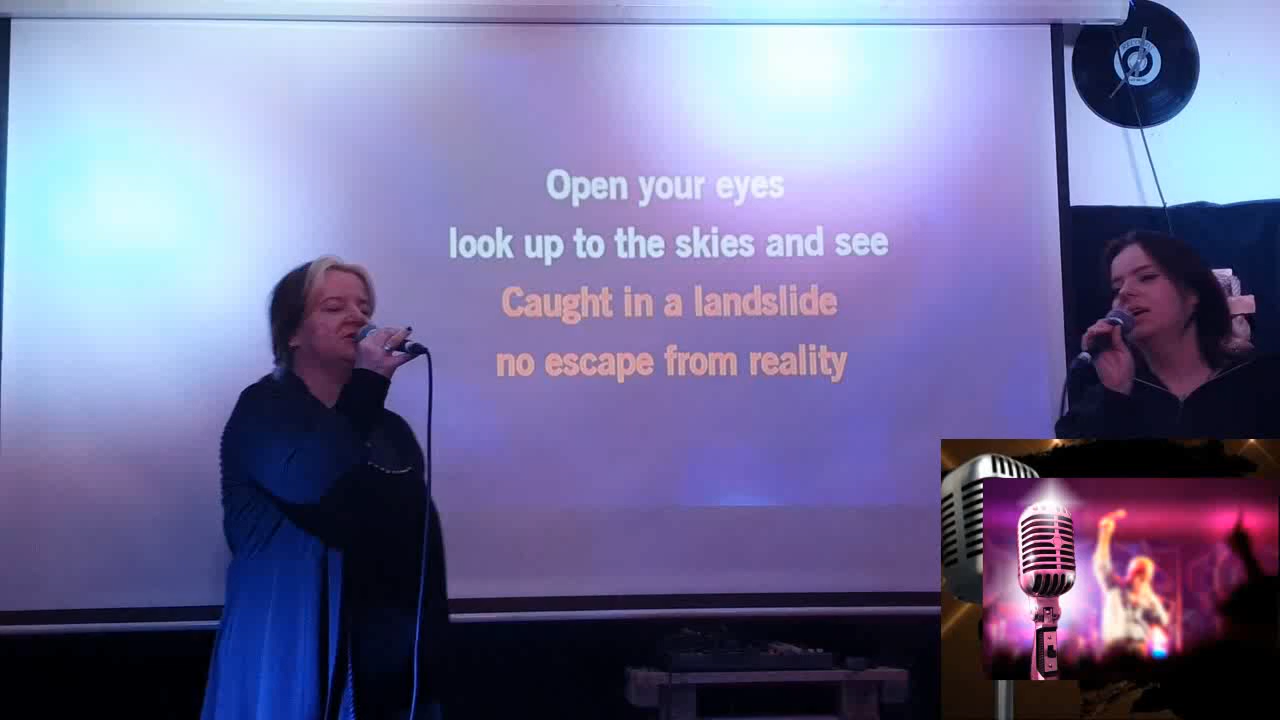 Open your eyes
look up to the skies and see
Caught in a landslide
no escape from reality